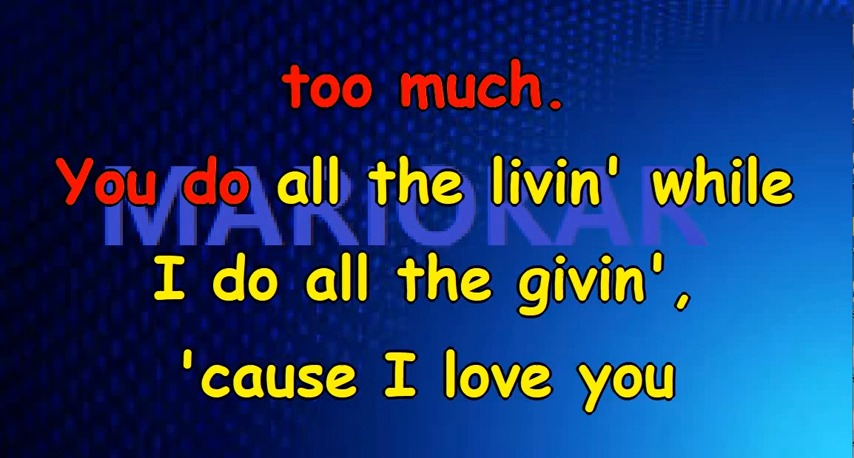 too much.
You do all the livin' while
MARIOKAR
I do all the givin',
'cause I love you